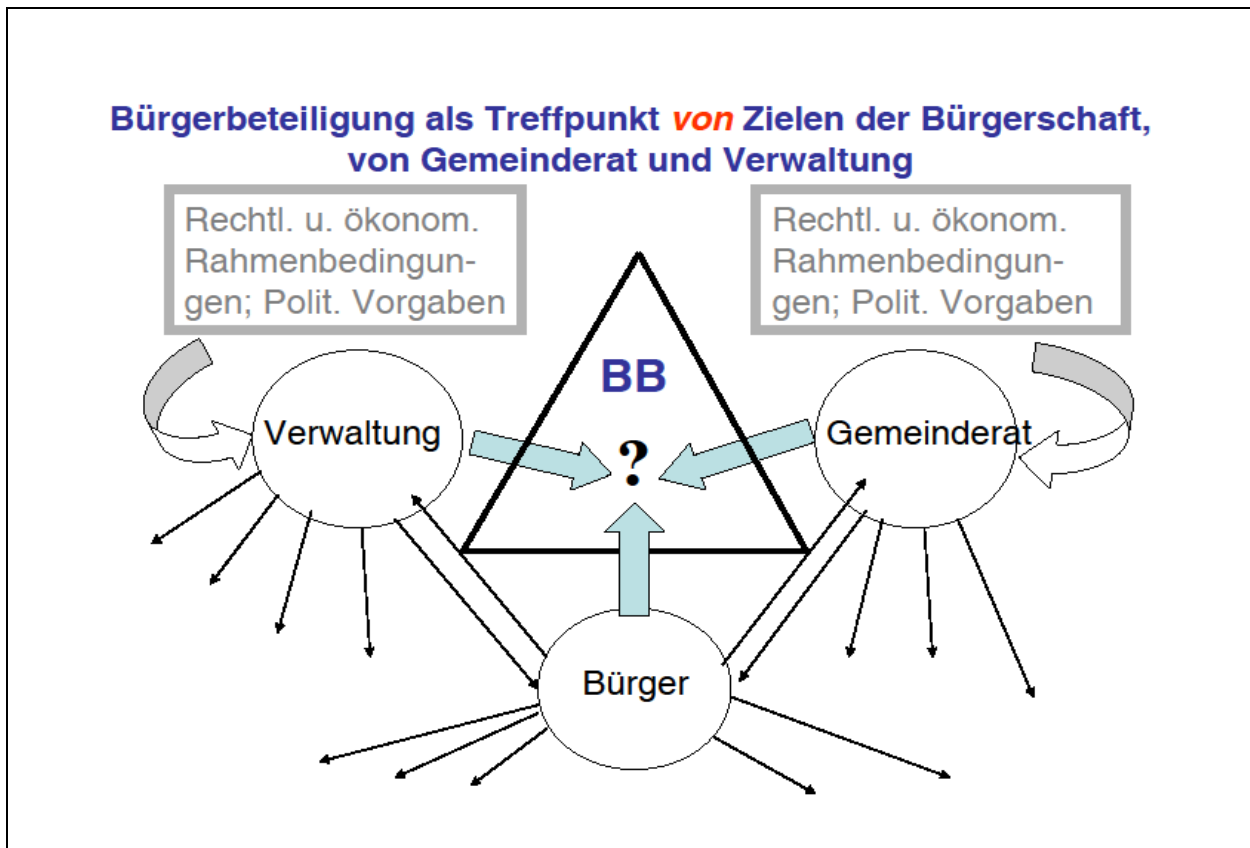 Bürgerbeteiligung als Treffpunkt von Zielen der Bürgerschaft,
von Gemeinderat und Verwaltung
Rechtl. u. ökonom.
Rahmenbedingun-
gen; Polit. Vorgaben
Rechtl. u. ökonom.
Rahmenbedingun-
gen; Polit. Vorgaben
BB
Verwaltung
?
Gemeinderat
Bürger